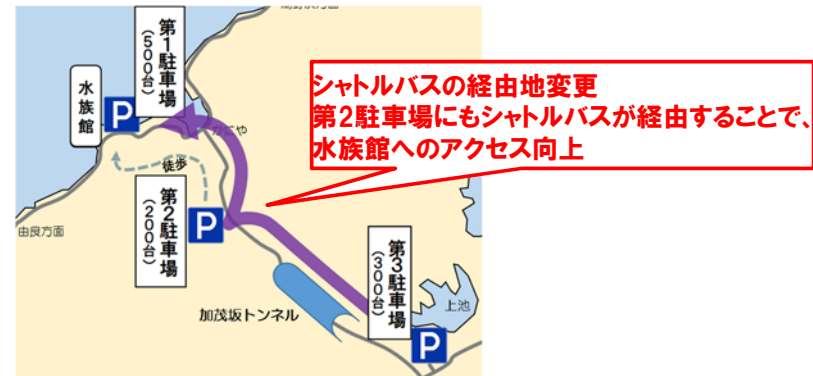 第1駐車場
（500台）
水族館
P
かもや
徒歩
第2駐車場
（200台）
P
由良方面
加茂坂トンネル
第3駐車場
（300台）
上池
P
シャトルバスの経由地変更
第2駐車場にもシャトルバスが経由することで、
水族館へのアクセス向上